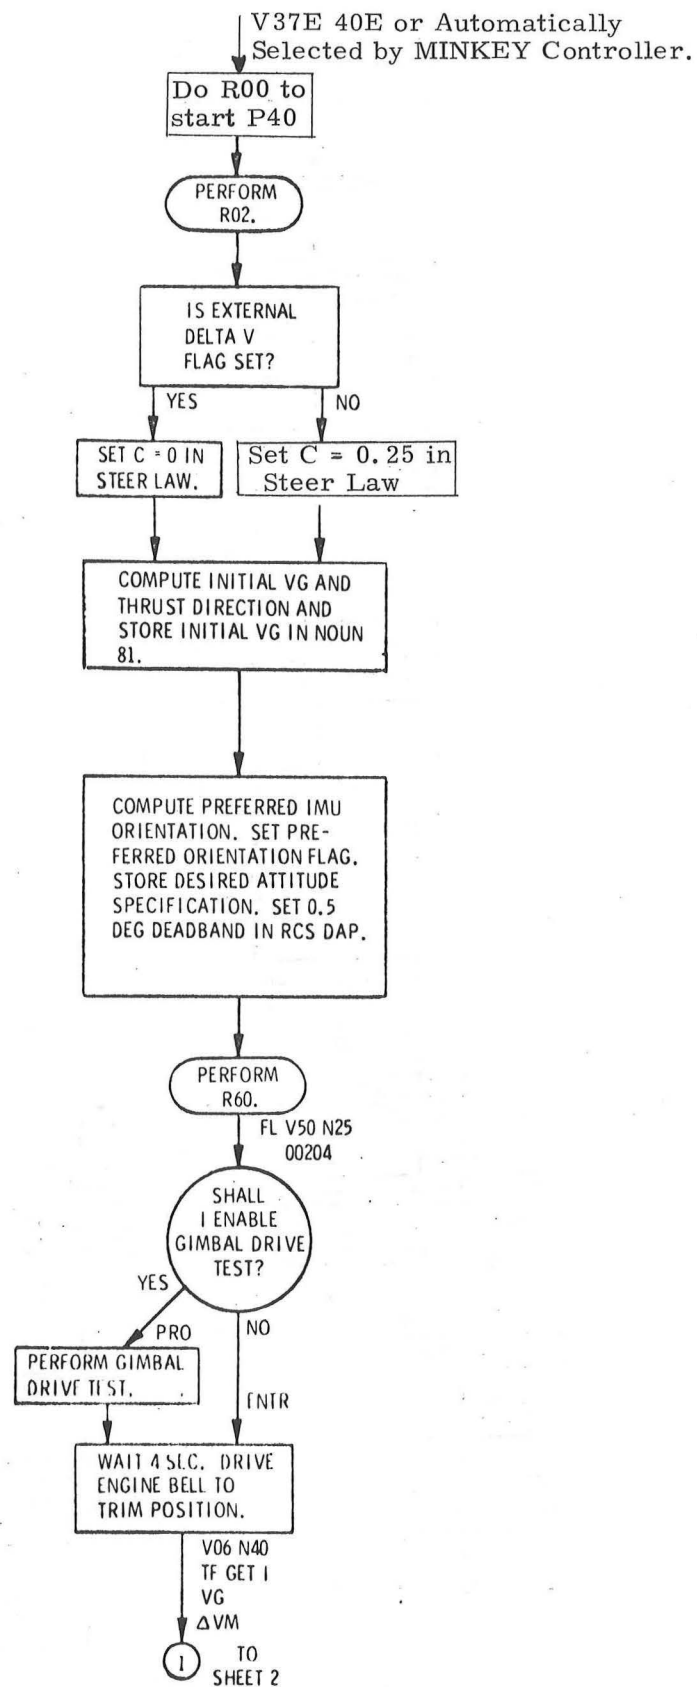 V37E 40E or Automatically
Selected by MINKEY Controller.
Do R00 to
start P40
PERFORM
R02.
IS EXTERNAL
DELTA V
FLAG SET?
YES
NO
SET C = 0 IN
STEER LAW.
Set C = 0.25 in
Steer Law
COMPUTE INITIAL VG AND
THRUST DIRECTION AND
STORE INITIAL VG IN NOUN
81.
COMPUTE PREFERRED IMU
ORIENTATION. SET PRE-
FERRED ORIENTATION FLAG.
STORE DESIRED ATTITUDE
SPECIFICATION. SET 0.5
DEG DEADBAND IN RCS DAP.
PERFORM
R60.
FL V50 N25
00204
SHALL
I ENABLE
GIMBAL DRIVE
TEST?
YES
NO
PRO
PERFORM GIMBAL
DRIVE TEST.
ENTR
WAIT 4 SEC. DRIVE
ENGINE BELL TO
TRIM POSITION.
V06 N40
TF GET I
VG
ΔVM
1
TO
SHEET 2